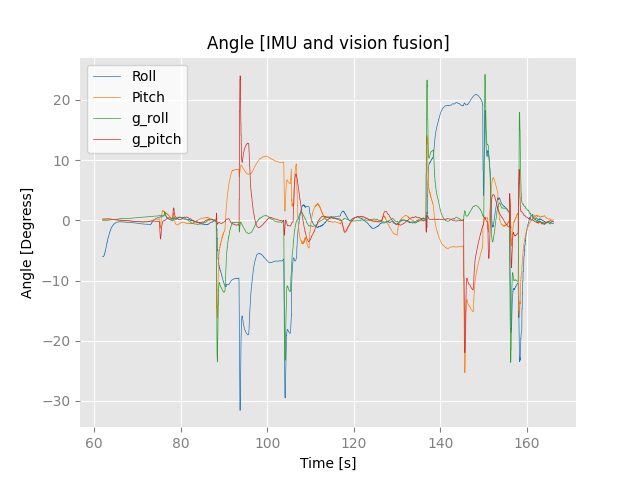 Angle [IMU and vision fusion]
Roll
Pitch
g_roll
g_pitch
Angle [Degress]
20
10
0
−10
−20
−30
60 80 100 120 140 160
Time [s]